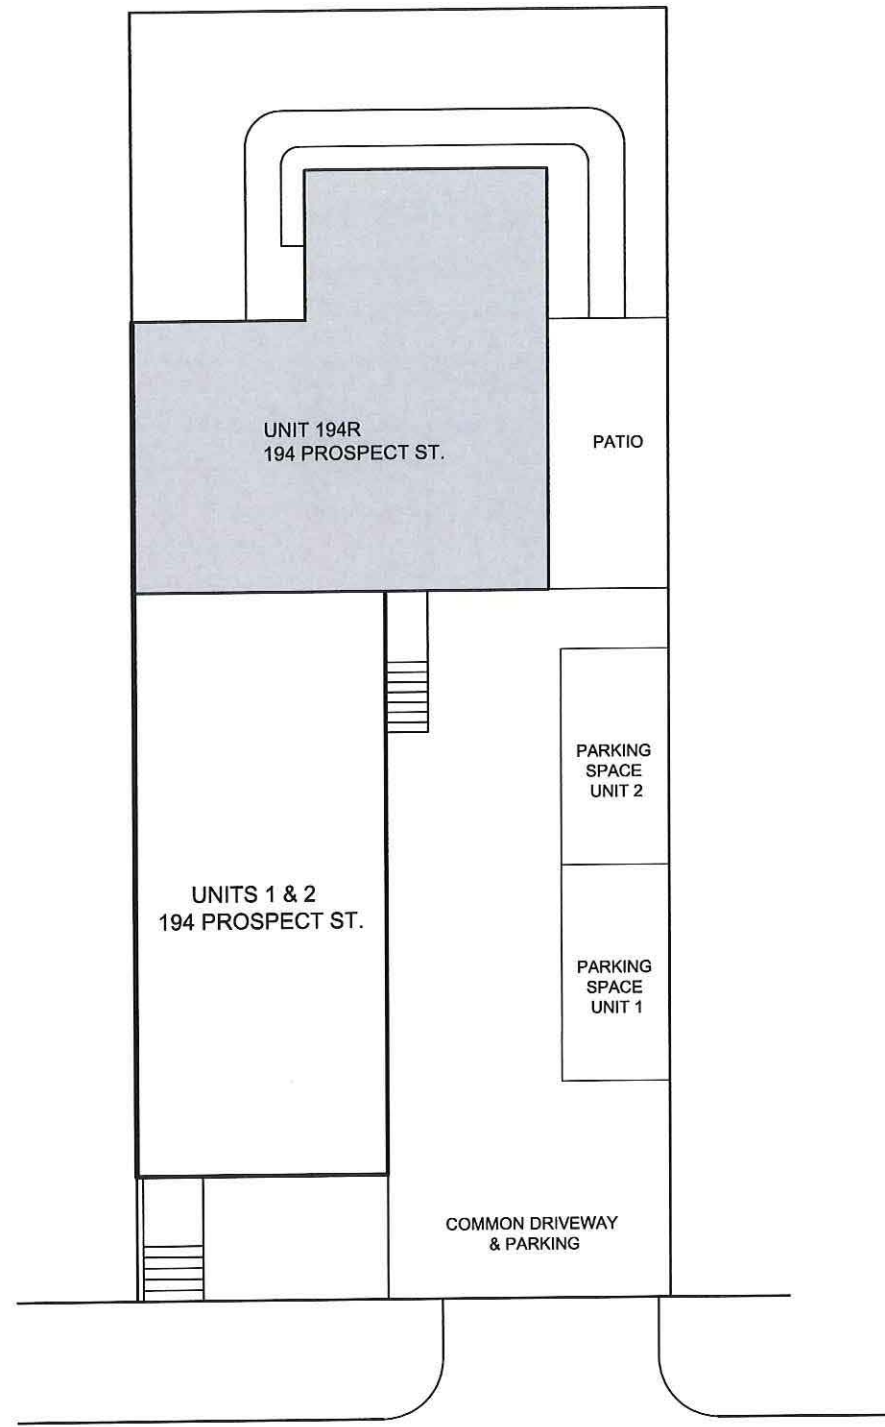 UNIT 194R
194 PROSPECT ST.
PATIO
PARKING
SPACE
UNIT 2
UNITS 1 & 2
194 PROSPECT ST.
PARKING
SPACE
UNIT 1
COMMON DRIVEWAY
& PARKING